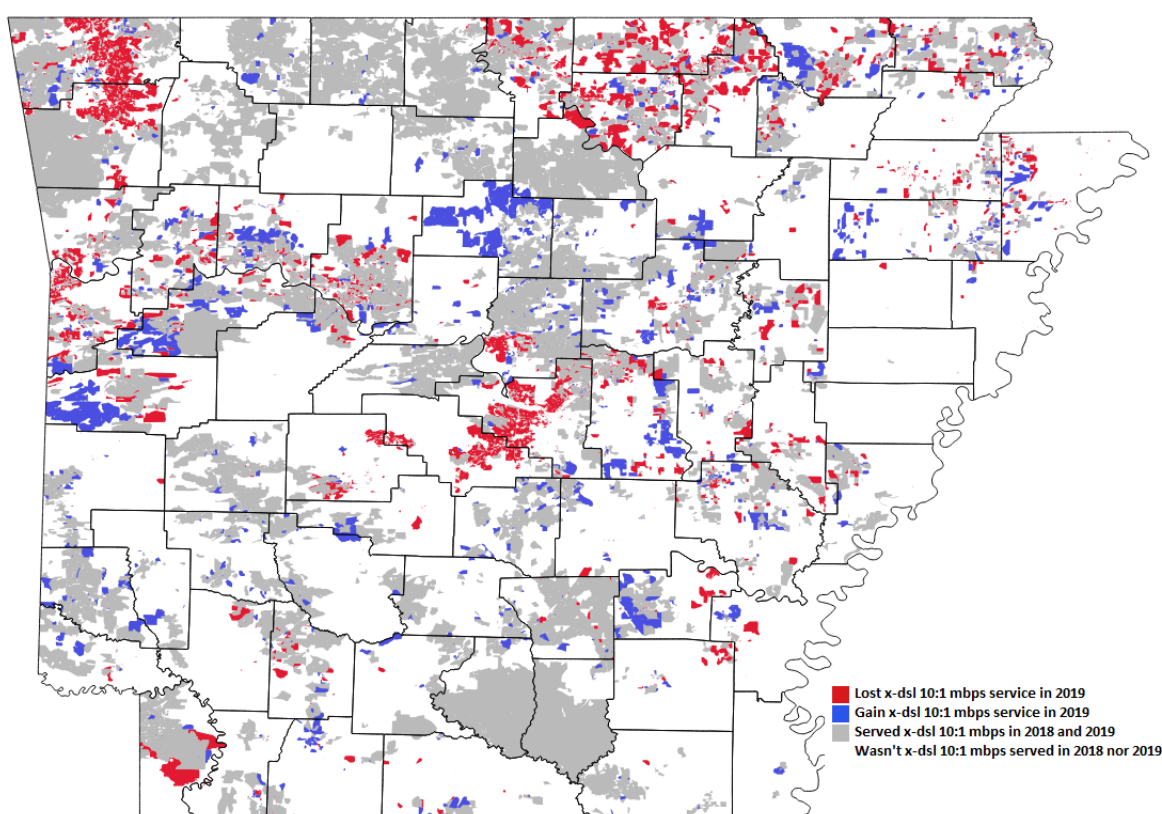 Lost x-dsl 10:1 mbps service in 2019
Gain x-dsl 10:1 mbps service in 2019
Served x-dsl 10:1 mbps in 2018 and 2019
Wasn't x-dsl 10:1 mbps served in 2018 nor 2019